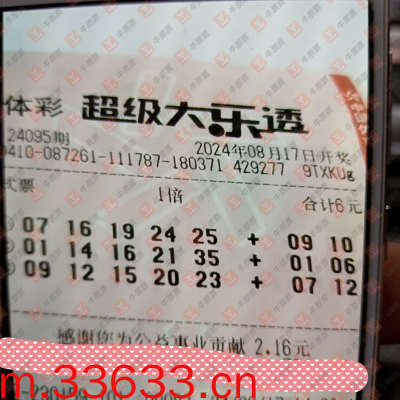 体彩 超级大乐透
24095期 2024年08月17日开奖
0410-087261-111787-180371 429277 9TXKUg
式票 1倍 合计6元
07 16 19 24 25 + 09 10
01 14 16 21 35 + 01 06
09 12 15 20 23 + 07 12
感谢您为公益事业贡献 2.16元
m.33633.cn